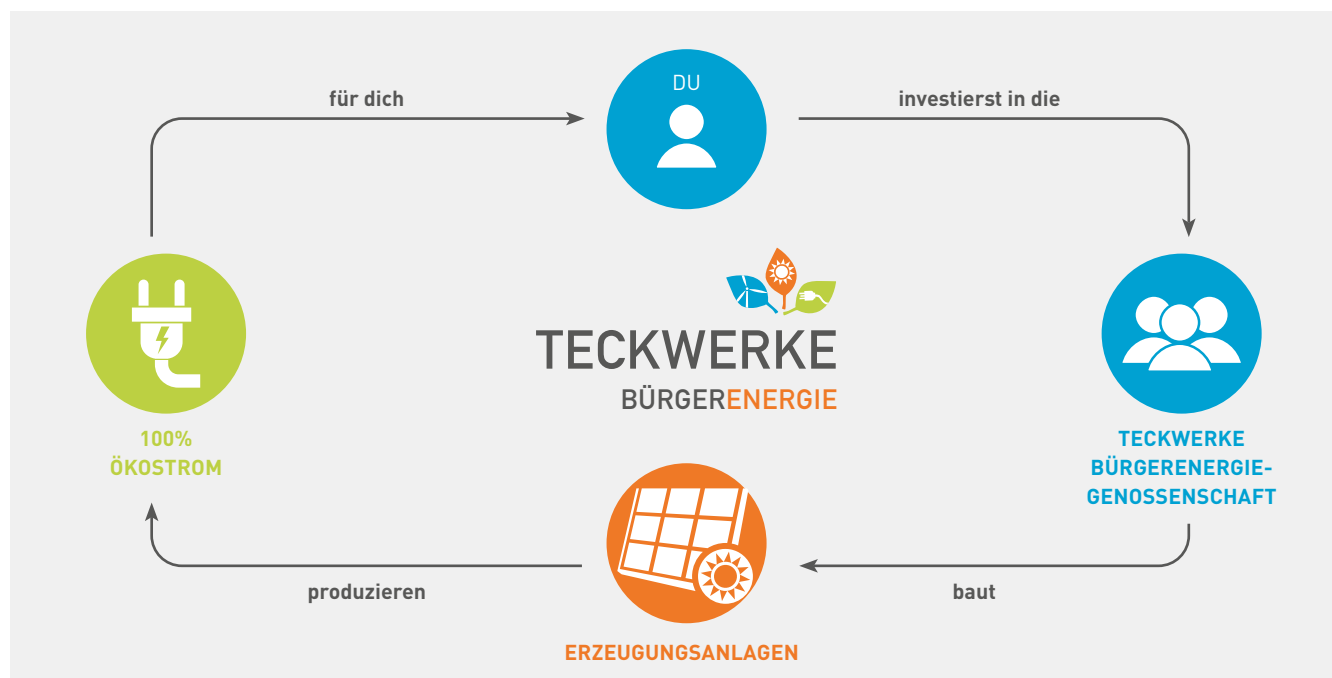 DU
für dich
investierst in die
TECKWERKE
BÜRGERENERGIE
100%
ÖKOSTROM
TECKWERKE
BÜRGERENERGIE-
GENOSSENSCHAFT
produzieren
baut
ERZEUGUNGSANLAGEN